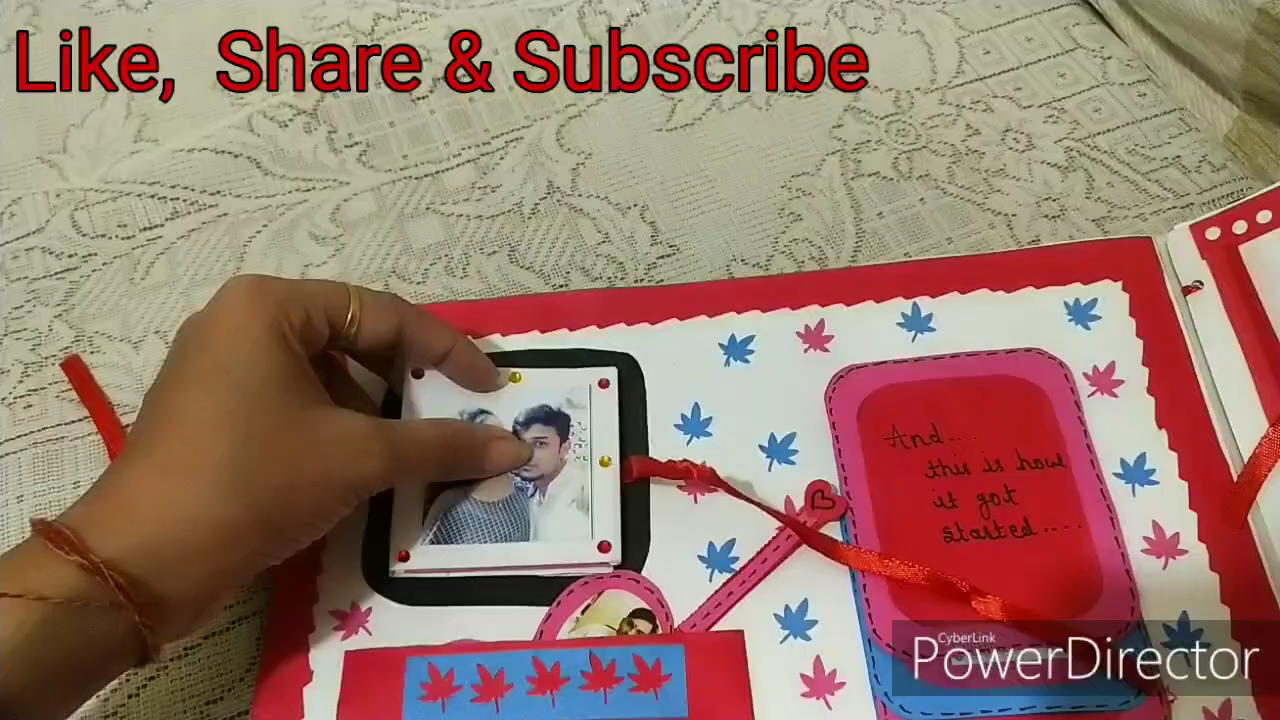 Like, Share & Subscribe
And....
this is how
it got
started....
CyberLink
PowerDirector